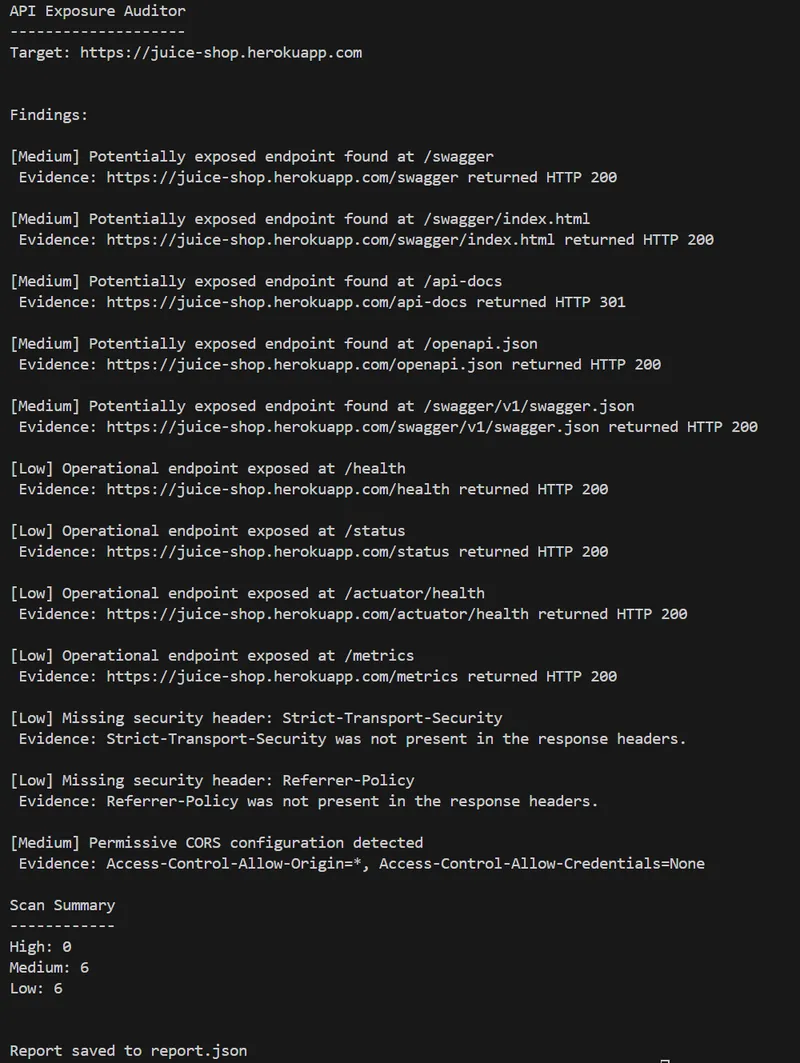 API Exposure Auditor
--------------------
Target: https://juice-shop.herokuapp.com
Findings:
[Medium] Potentially exposed endpoint found at /swagger
Evidence: https://juice-shop.herokuapp.com/swagger returned HTTP 200
[Medium] Potentially exposed endpoint found at /swagger/index.html
Evidence: https://juice-shop.herokuapp.com/swagger/index.html returned HTTP 200
[Medium] Potentially exposed endpoint found at /api-docs
Evidence: https://juice-shop.herokuapp.com/api-docs returned HTTP 301
[Medium] Potentially exposed endpoint found at /openapi.json
Evidence: https://juice-shop.herokuapp.com/openapi.json returned HTTP 200
[Medium] Potentially exposed endpoint found at /swagger/v1/swagger.json
Evidence: https://juice-shop.herokuapp.com/swagger/v1/swagger.json returned HTTP 200
[Low] Operational endpoint exposed at /health
Evidence: https://juice-shop.herokuapp.com/health returned HTTP 200
[Low] Operational endpoint exposed at /status
Evidence: https://juice-shop.herokuapp.com/status returned HTTP 200
[Low] Operational endpoint exposed at /actuator/health
Evidence: https://juice-shop.herokuapp.com/actuator/health returned HTTP 200
[Low] Operational endpoint exposed at /metrics
Evidence: https://juice-shop.herokuapp.com/metrics returned HTTP 200
[Low] Missing security header: Strict-Transport-Security
Evidence: Strict-Transport-Security was not present in the response headers.
[Low] Missing security header: Referrer-Policy
Evidence: Referrer-Policy was not present in the response headers.
[Medium] Permissive CORS configuration detected
Evidence: Access-Control-Allow-Origin=*, Access-Control-Allow-Credentials=None
Scan Summary
------------
High: 0
Medium: 6
Low: 6
Report saved to report.json